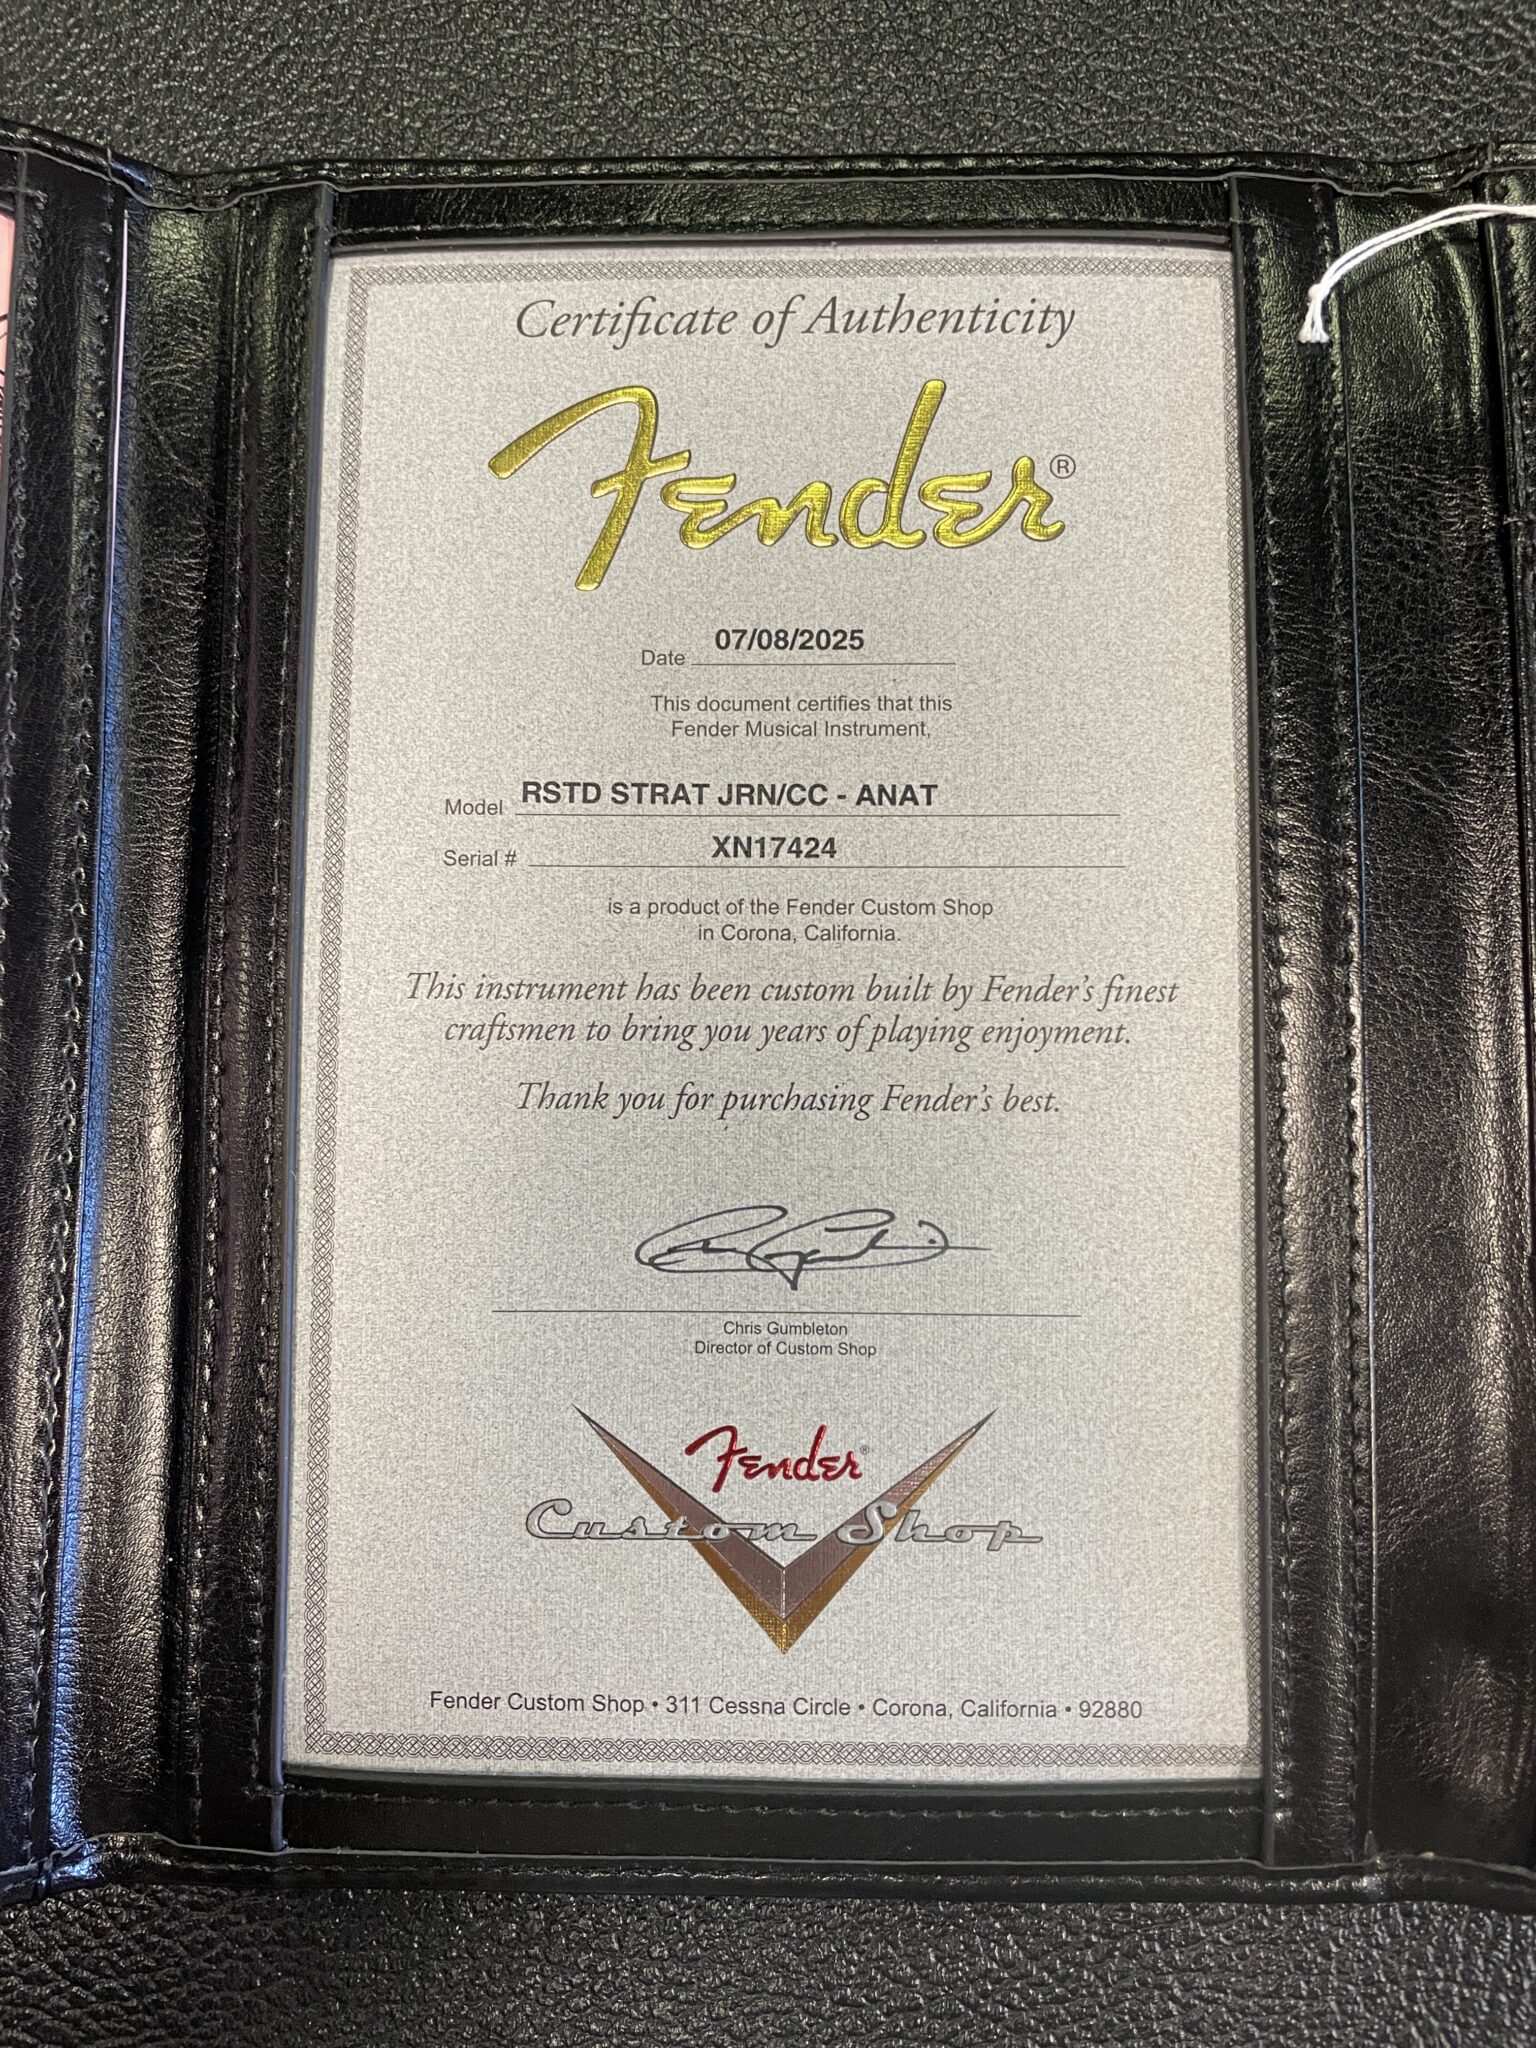 Certificate of Authenticity
Fender®
Date 07/08/2025
This document certifies that this
Fender Musical Instrument,
Model RSTD STRAT JRN/CC - ANAT
Serial # XN17424
is a product of the Fender Custom Shop
in Corona, California.
This instrument has been custom built by Fender's finest
craftsmen to bring you years of playing enjoyment.
Thank you for purchasing Fender's best.
Chris Gumbleton
Director of Custom Shop
Fender®
Custom Shop
Fender Custom Shop • 311 Cessna Circle • Corona, California • 92880